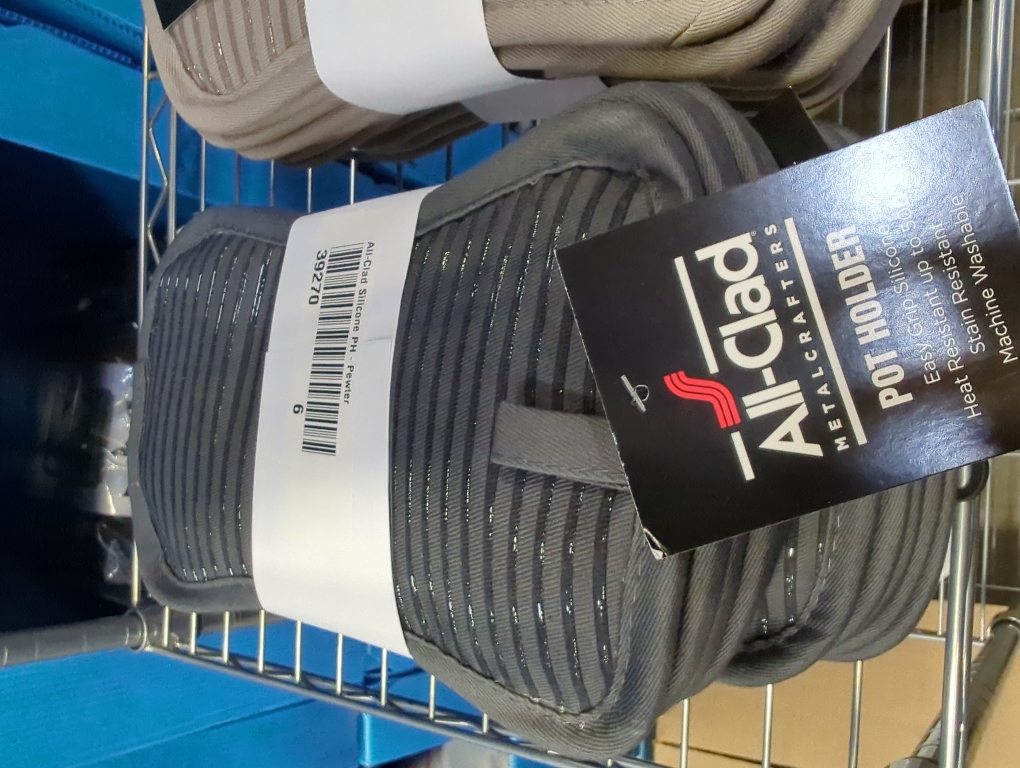 All-Clad®
METALCRAFTERS
POT HOLDER
Easy Grip Silicone
Heat Resistant up to
Stain Resistant
Machine Washable
All-Clad Silicone PH - Pewter
39270
6